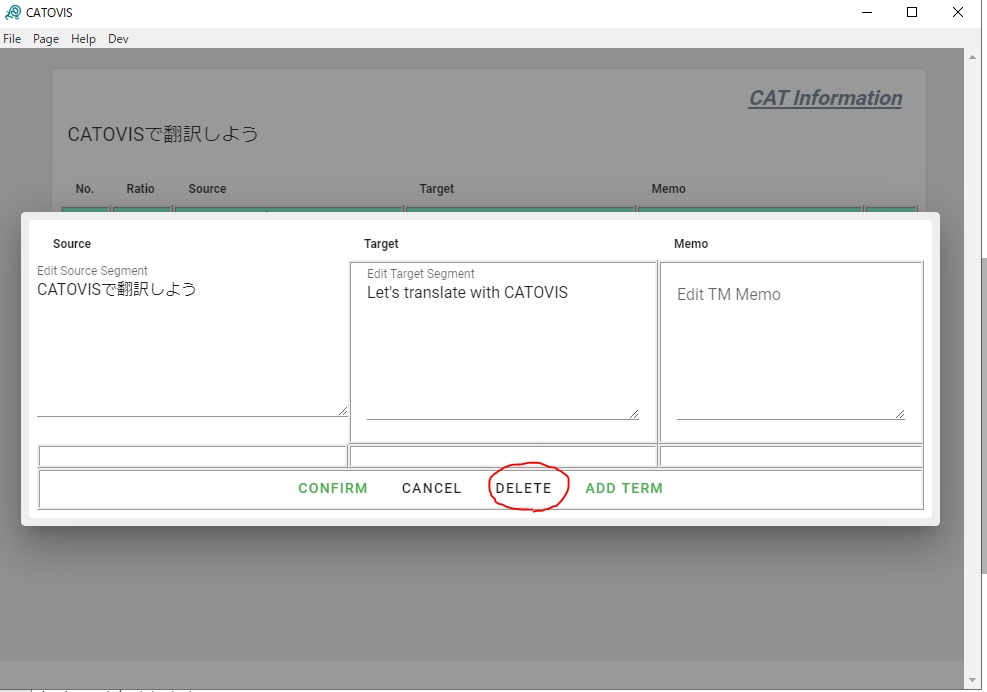 CATOVIS
File Page Help Dev
CAT Information
CATOVISで翻訳しよう
No. Ratio Source Target Memo
Source Target Memo
Edit Source Segment
CATOVISで翻訳しよう
Edit Target Segment
Let's translate with CATOVIS
Edit TM Memo
CONFIRM CANCEL DELETE ADD TERM